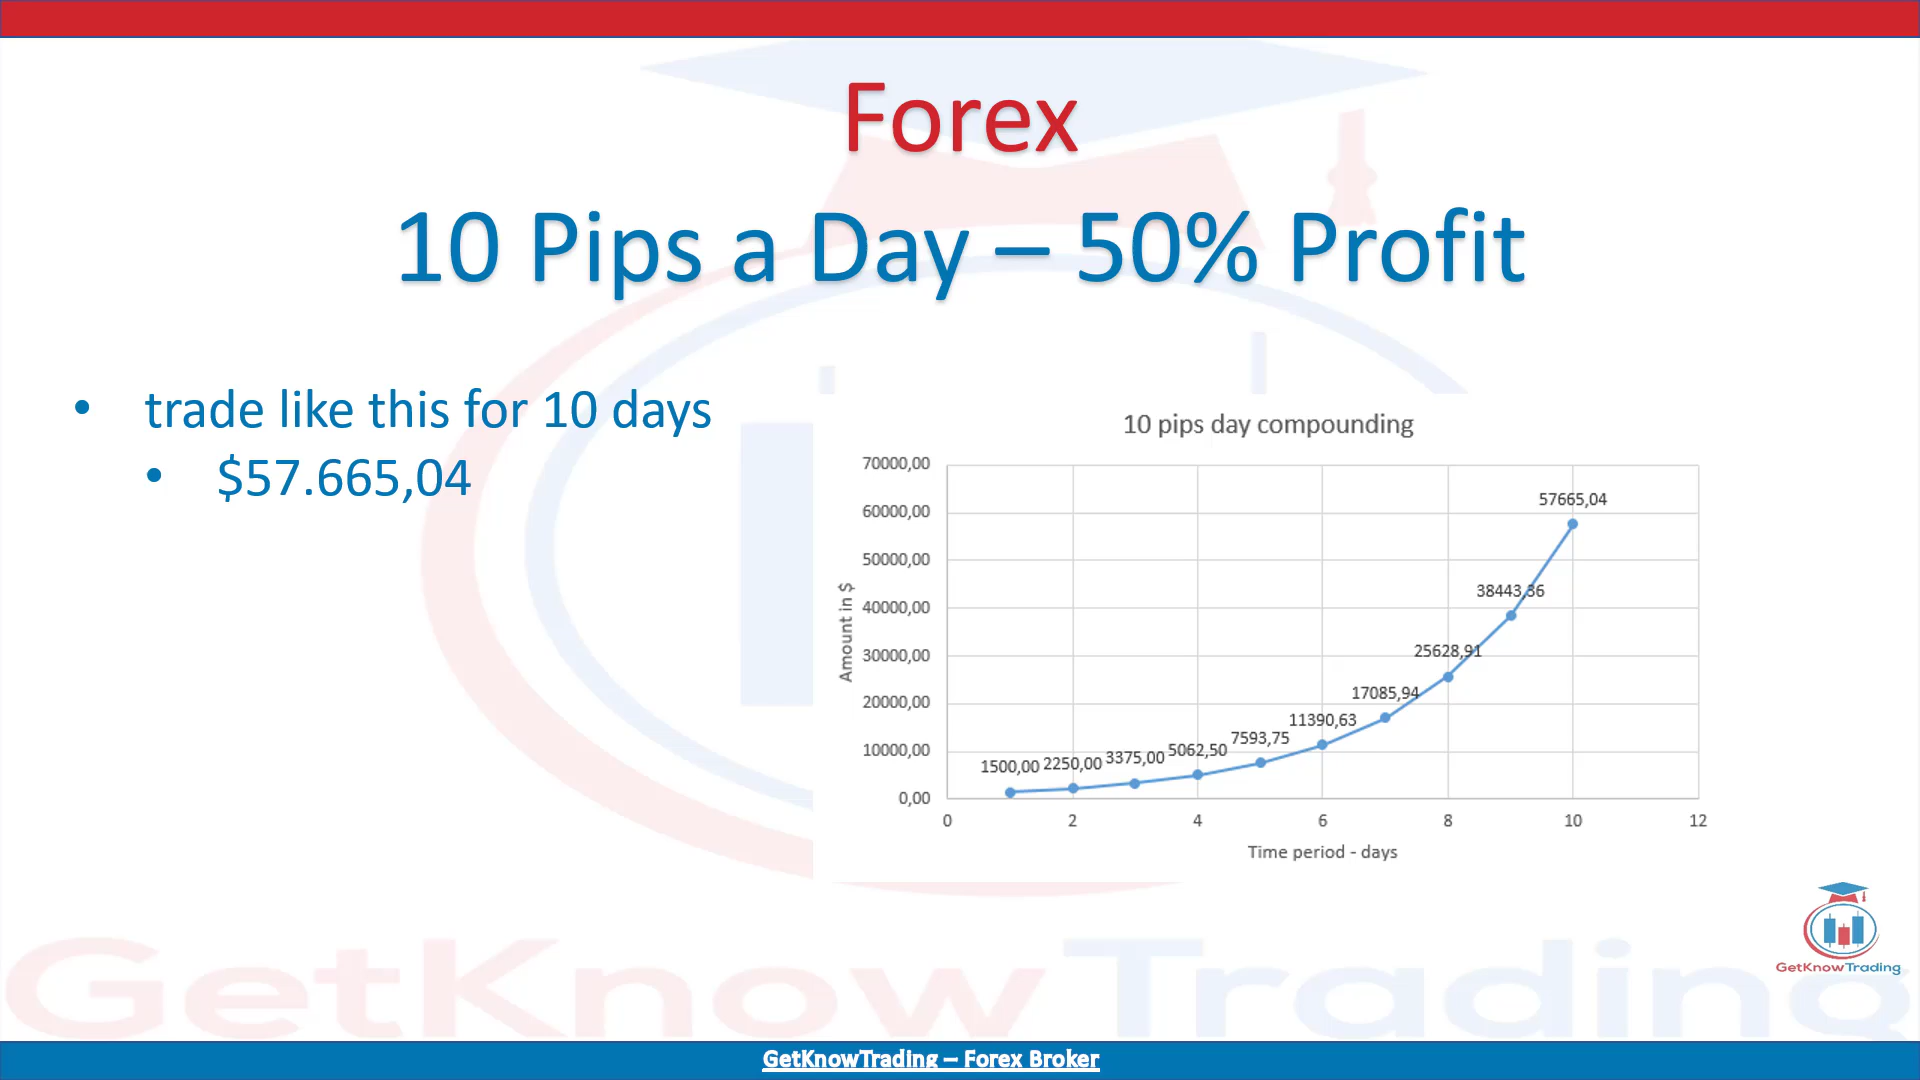 Forex
10 Pips a Day – 50% Profit
• trade like this for 10 days
• $57.665,04
10 pips day compounding
70000,00
60000,00
50000,00
40000,00
30000,00
20000,00
10000,00
0,00
Amount in $
1500,00
2250,00
3375,00
5062,50
7593,75
11390,63
17085,94
25628,91
38443,36
57665,04
0 2 4 6 8 10 12
Time period - days
GetKnowTrading
GetKnow Trading
GetKnowTrading – Forex Broker